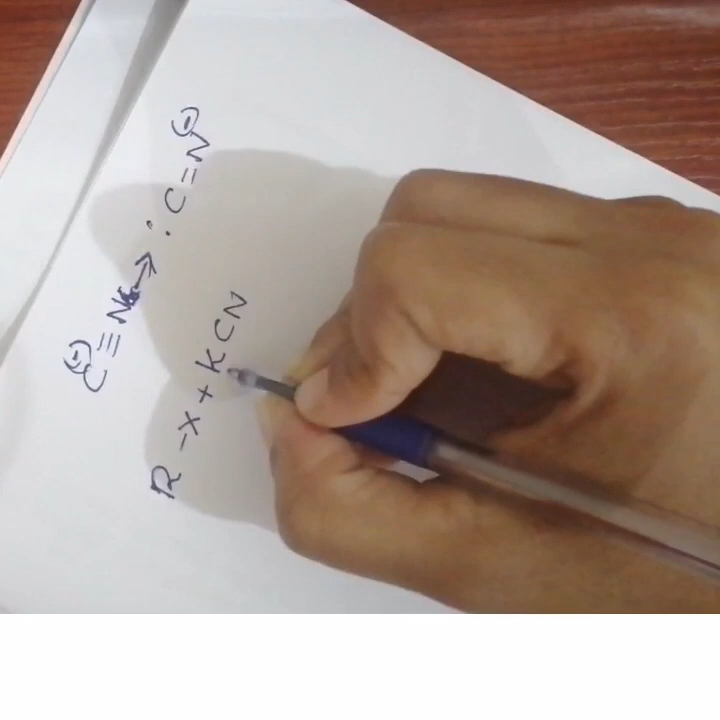 (-)C≡N: → :C=N(-)
R-X+KCN